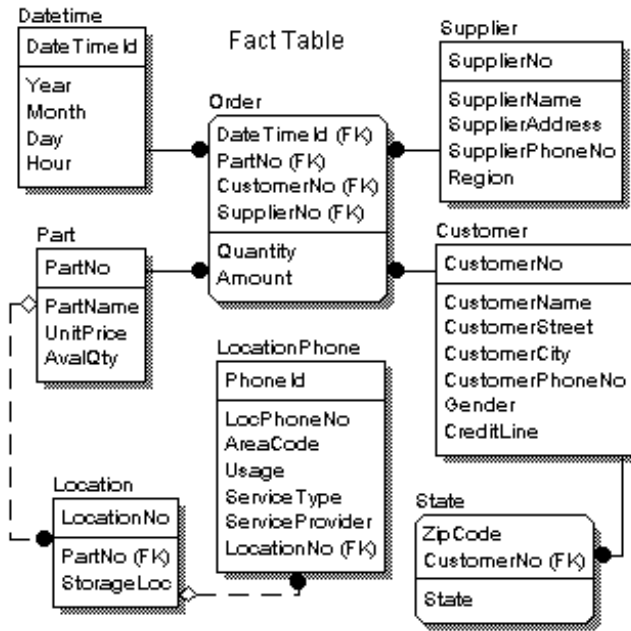 Datetime
DateTimeId
Year
Month
Day
Hour
Fact Table
Order
DateTimeId (FK)
PartNo (FK)
CustomerNo (FK)
SupplierNo (FK)
Quantity
Amount
Supplier
SupplierNo
SupplierName
SupplierAddress
SupplierPhoneNo
Region
Part
PartNo
PartName
UnitPrice
AvalQty
Customer
CustomerNo
CustomerName
CustomerStreet
CustomerCity
CustomerPhoneNo
Gender
CreditLine
LocationPhone
PhoneId
LocPhoneNo
AreaCode
Usage
ServiceType
ServiceProvider
LocationNo (FK)
Location
LocationNo
PartNo (FK)
StorageLoc
State
ZipCode
CustomerNo (FK)
State